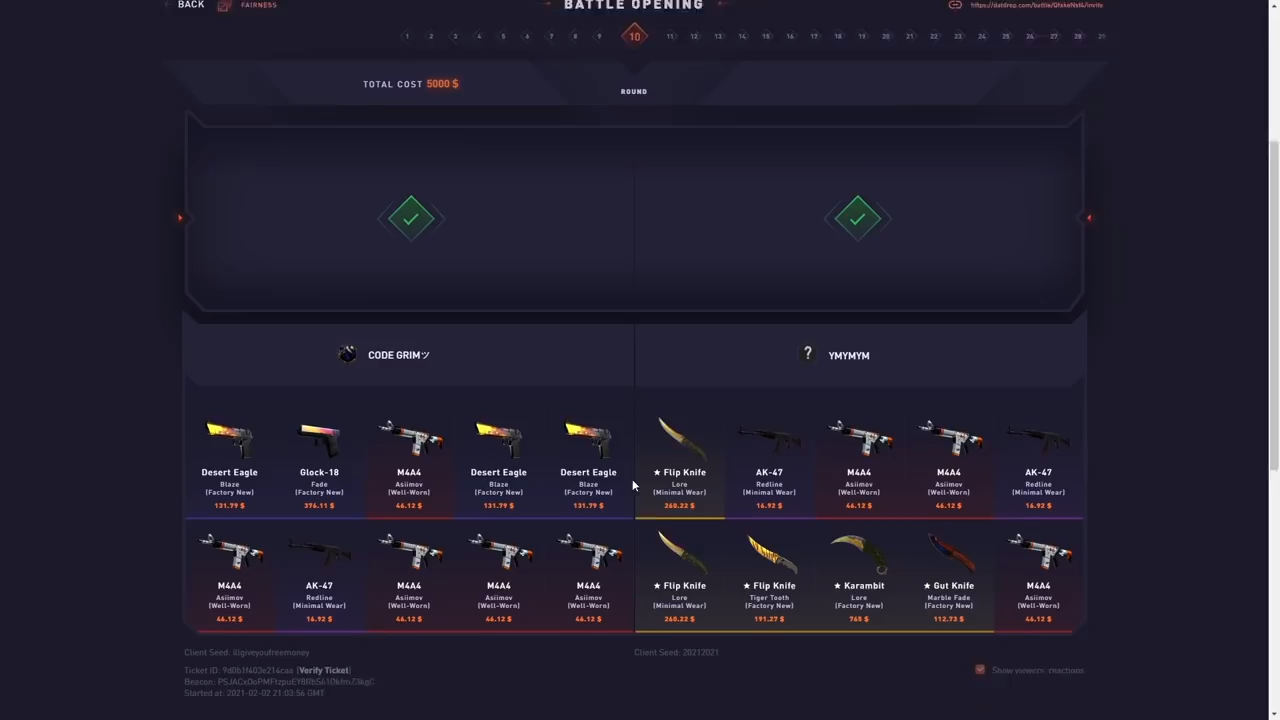 BACK
FAIRNESS
BATTLE OPENING
1 2 3 4 5 6 7 8 9 10 11 12 13 14 15 16 17 18 19 20 21 22 23 24 25 26 27 28 29
TOTAL COST 5000 $
ROUND
CODE GRIMツ
? YMYMYM
Desert Eagle Glock-18 M4A4 Desert Eagle Desert Eagle ★ Flip Knife AK-47 M4A4 M4A4 AK-47
Blaze Fade Asiimov Blaze Blaze Lore Redline Asiimov Asiimov Redline
(Factory New) (Factory New) (Well-Worn) (Factory New) (Factory New) (Minimal Wear) (Minimal Wear) (Well-Worn) (Well-Worn) (Minimal Wear)
131.79 $ 376.11 $ 46.12 $ 131.79 $ 131.79 $ 260.22 $ 16.92 $ 46.12 $ 46.12 $ 16.92 $
M4A4 AK-47 M4A4 M4A4 M4A4 ★ Flip Knife ★ Flip Knife ★ Karambit ★ Gut Knife M4A4
Asiimov Redline Asiimov Asiimov Asiimov Lore Tiger Tooth Lore Marble Fade Asiimov
(Well-Worn) (Minimal Wear) (Well-Worn) (Well-Worn) (Well-Worn) (Minimal Wear) (Factory New) (Factory New) (Factory New) (Well-Worn)
46.12 $ 16.92 $ 46.12 $ 46.12 $ 46.12 $ 260.22 $ 191.27 $ 765 $ 112.73 $ 46.12 $
Client Seed: illgiveyoufreemoney
Client Seed: 20212021
Ticket ID: 9d0b1f403e214caa (Verify Ticket)
Show viewers' reactions
Beacon:
Started at: 2021-02-02 21:03:56 GMT